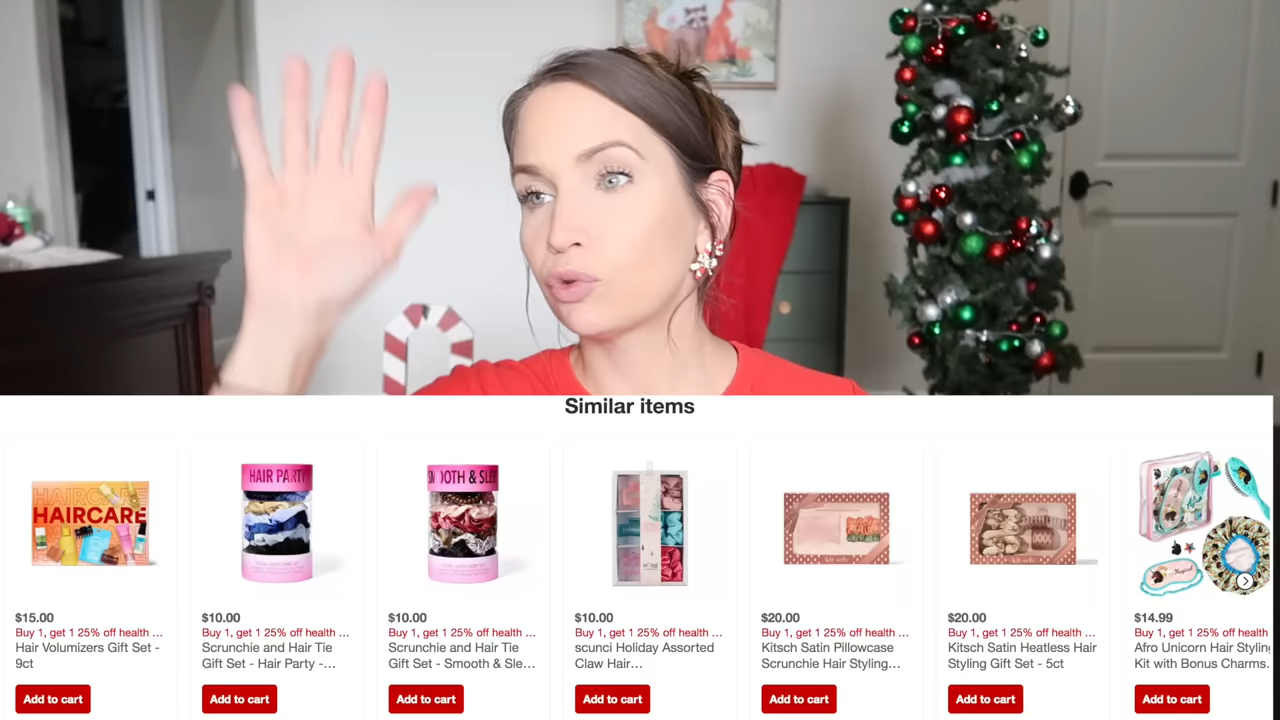 Similar items
HAIRCARE
HAIRCARE
HAIR PARTY
SMOOTH & SLE
kitsch
kitsch
$15.00
Buy 1, get 1 25% off health ...
Hair Volumizers Gift Set -
9ct
Add to cart
$10.00
Buy 1, get 1 25% off health ...
Scrunchie and Hair Tie
Gift Set - Hair Party -...
Add to cart
$10.00
Buy 1, get 1 25% off health ...
Scrunchie and Hair Tie
Gift Set - Smooth & Sle...
Add to cart
$10.00
Buy 1, get 1 25% off health ...
scunci Holiday Assorted
Claw Hair...
Add to cart
$20.00
Buy 1, get 1 25% off health ...
Kitsch Satin Pillowcase
Scrunchie Hair Styling...
Add to cart
$20.00
Buy 1, get 1 25% off health ...
Kitsch Satin Heatless Hair
Styling Gift Set - 5ct
Add to cart
$14.99
Buy 1, get 1 25% off health
Afro Unicorn Hair Styling
Kit with Bonus Charms.
Add to cart